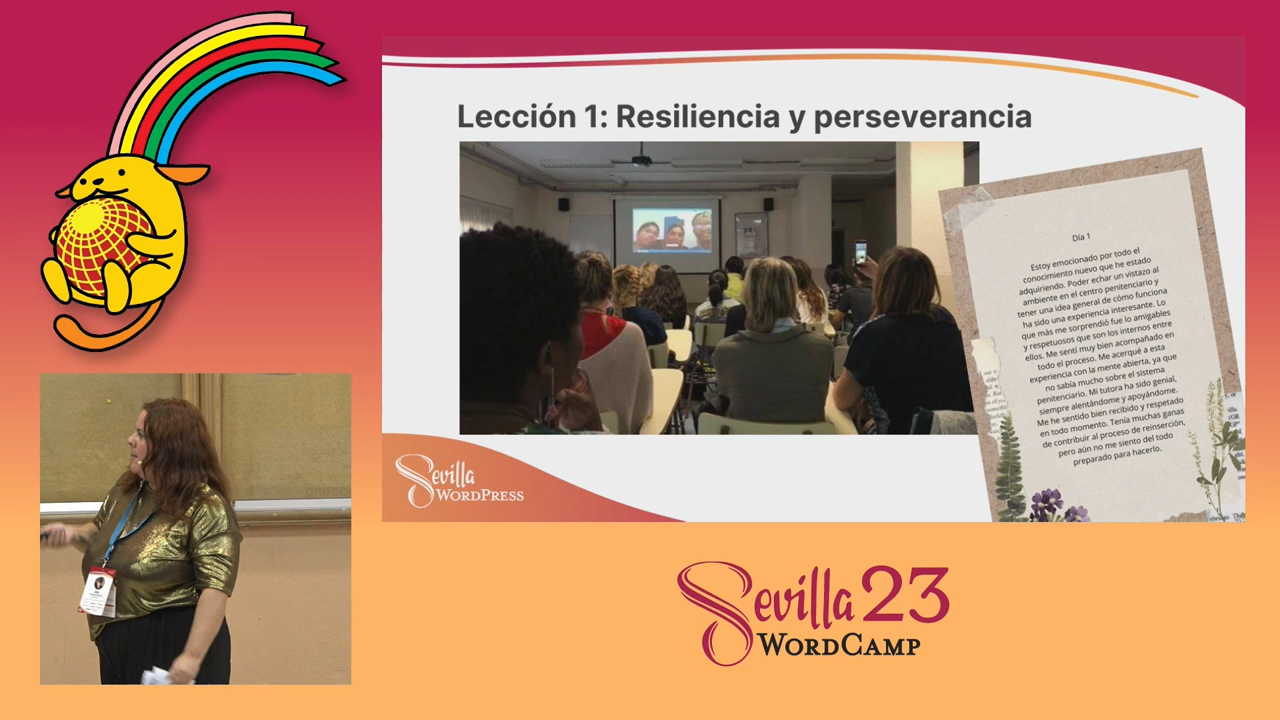 Lección 1: Resiliencia y perseverancia
Día 1
Estoy emocionado por todo el
conocimiento nuevo que he estado
adquiriendo. Poder echar un vistazo al
ambiente en el centro penitenciario y
tener una idea general de cómo funciona
ha sido una experiencia interesante. Lo
que más me sorprendió fue lo amigables
y respetuosos que son los internos entre
ellos. Me sentí muy bien acompañado en
todo el proceso. Me acerqué a esta
experiencia con la mente abierta, ya que
no sabía mucho sobre el sistema
penitenciario. Mi tutora ha sido genial,
siempre alentándome y apoyándome.
Me he sentido bien recibido y respetado
en todo momento. Tenía muchas ganas
de contribuir al proceso de reinserción,
pero aún no me siento del todo
preparado para hacerlo.
Sevilla
WORDPRESS
Sevilla 23
WORDCAMP